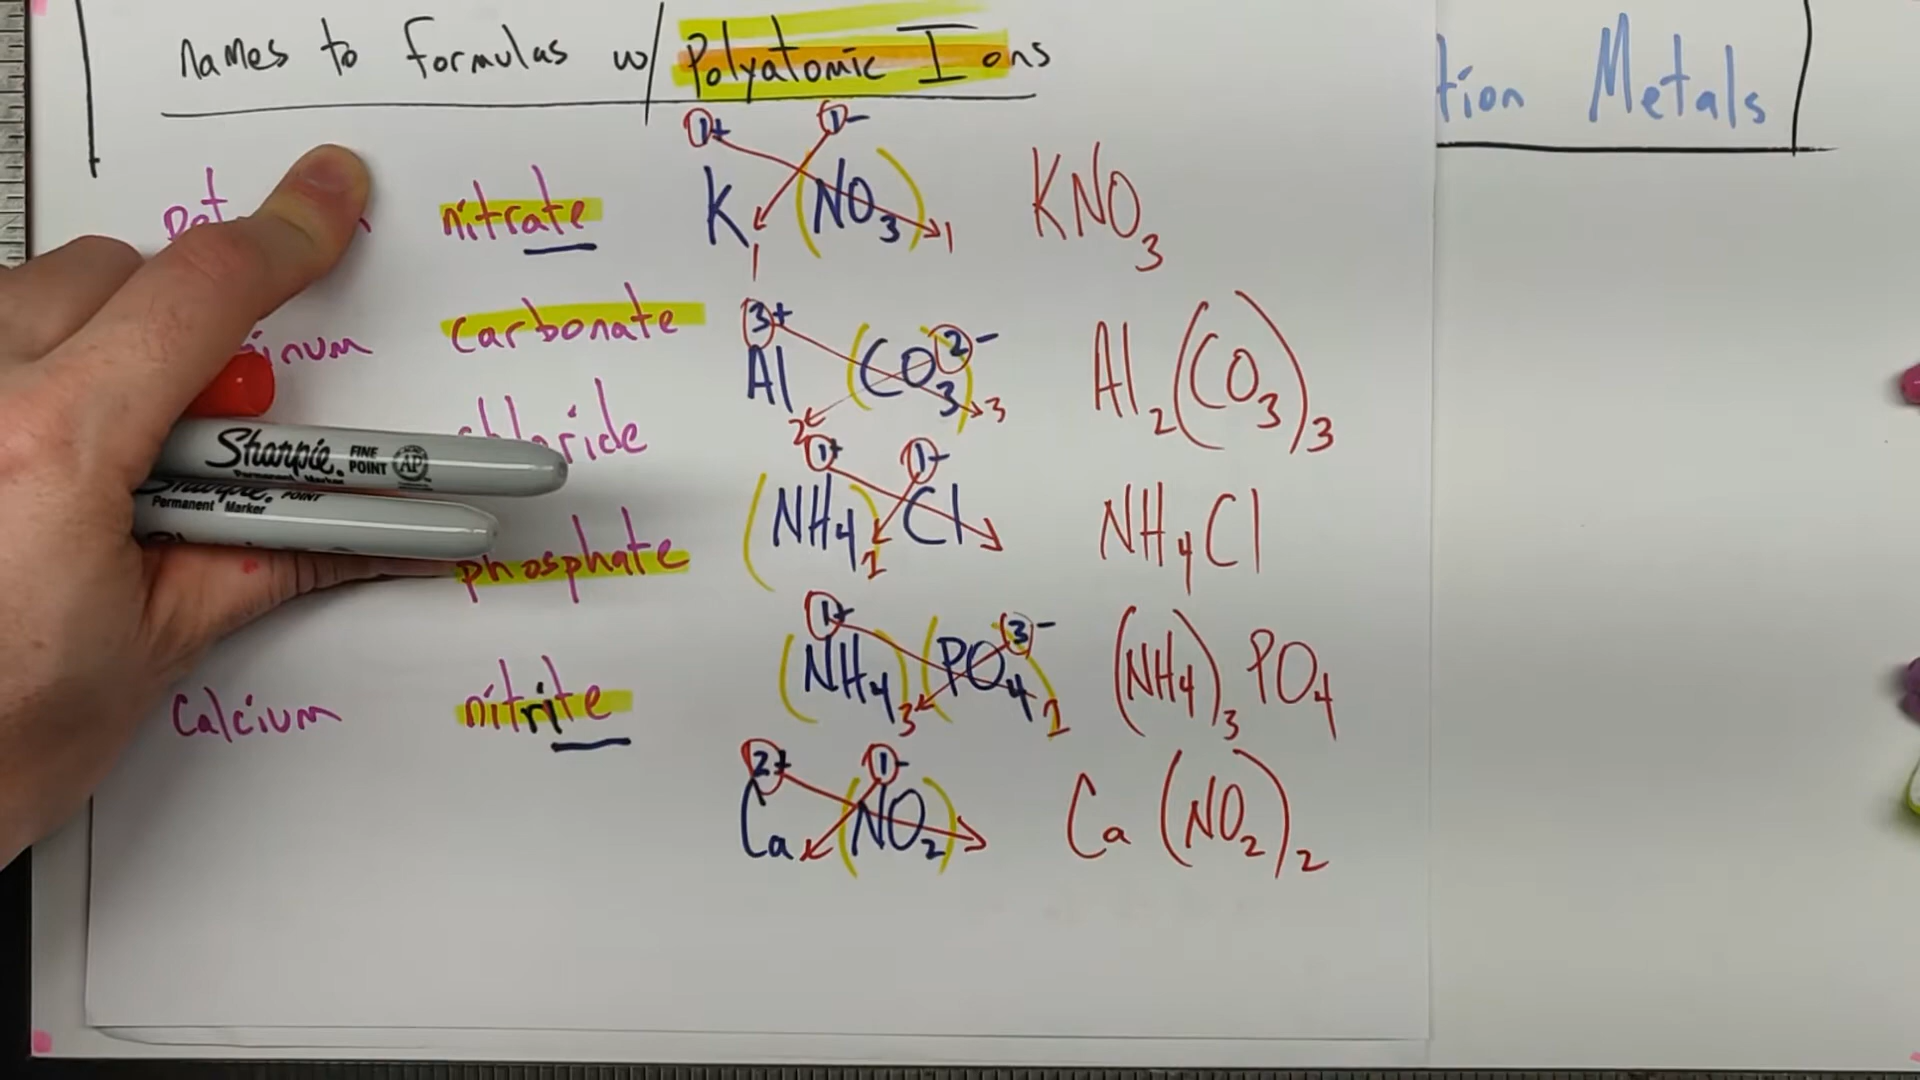 names to formulas w/ Polyatomic Ions
tion Metals
nitrate K 1+ (NO3) 1- 1 1 KNO3
carbonate Al 3+ (CO3) 2- 2 3 Al2(CO3)3
chloride (NH4) 1+ Cl 1- 1 NH4Cl
Sharpie. FINE POINT AP
Permanent Marker
Sharpie. POINT
Permanent Marker
phosphate (NH4) 1+ 3 (PO4) 3- 1 (NH4)3PO4
Calcium nitrite Ca 2+ (NO2) 1- Ca(NO2)2